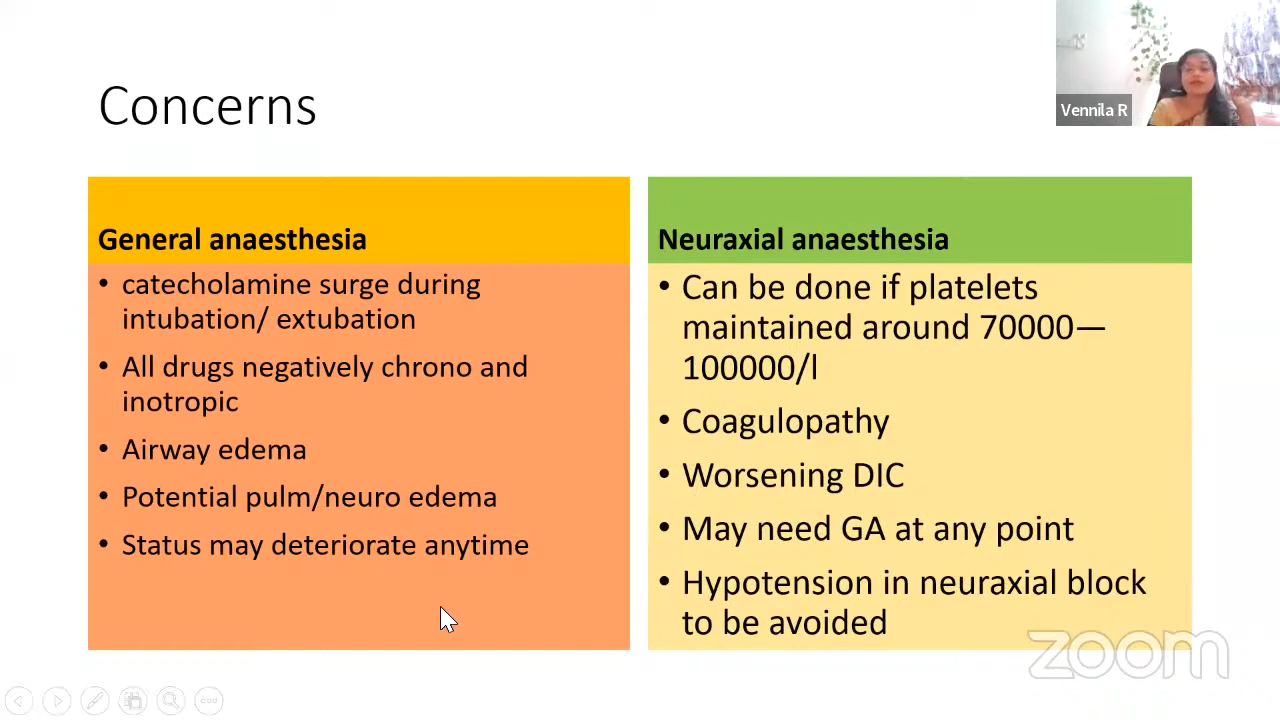 Concerns
Vennila R
General anaesthesia
• catecholamine surge during
intubation/ extubation
• All drugs negatively chrono and
inotropic
• Airway edema
• Potential pulm/neuro edema
• Status may deteriorate anytime
Neuraxial anaesthesia
• Can be done if platelets
maintained around 70000—
100000/l
• Coagulopathy
• Worsening DIC
• May need GA at any point
• Hypotension in neuraxial block
to be avoided
zoom